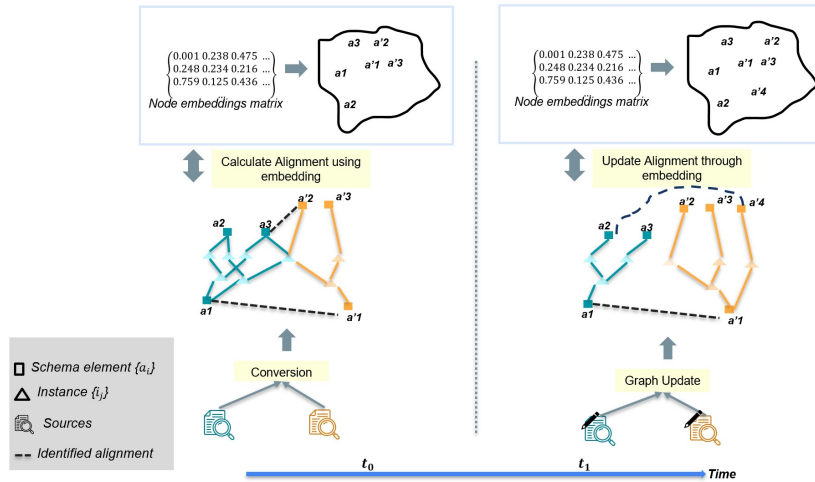 (0.001 0.238 0.475 ...
0.248 0.234 0.216 ...
0.759 0.125 0.436 ...)
...
Node embeddings matrix
a3 a'2
a1 a'1 a'3
a2
Calculate Alignment using
embedding
a'2 a'3
a2 a3
a1
a'1
Conversion
(0.001 0.238 0.475 ...
0.248 0.234 0.216 ...
0.759 0.125 0.436 ...)
...
Node embeddings matrix
a3 a'2
a1 a'1 a'3
a'4
a2
Update Alignment through
embedding
a'2 a'3 a'4
a2 a3
a1
a'1
Graph Update
Schema element {aᵢ}
Instance {iⱼ}
Sources
Identified alignment
t₀ t₁
Time